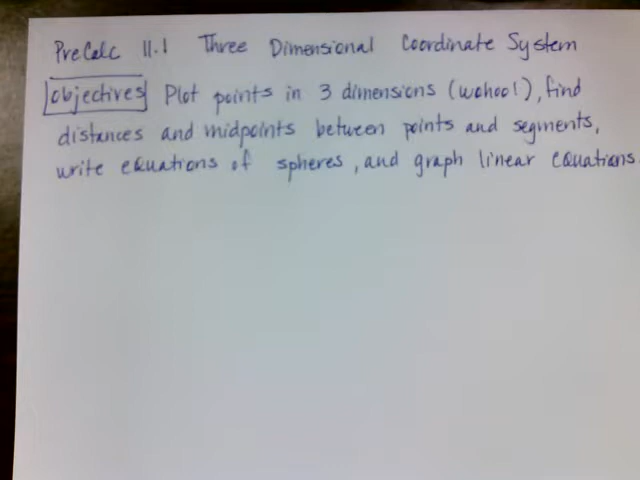 PreCalc 11.1 Three Dimensional Coordinate System
Objectives Plot points in 3 dimensions (wohoo!), find
distances and midpoints between points and segments,
write equations of spheres, and graph linear equations.